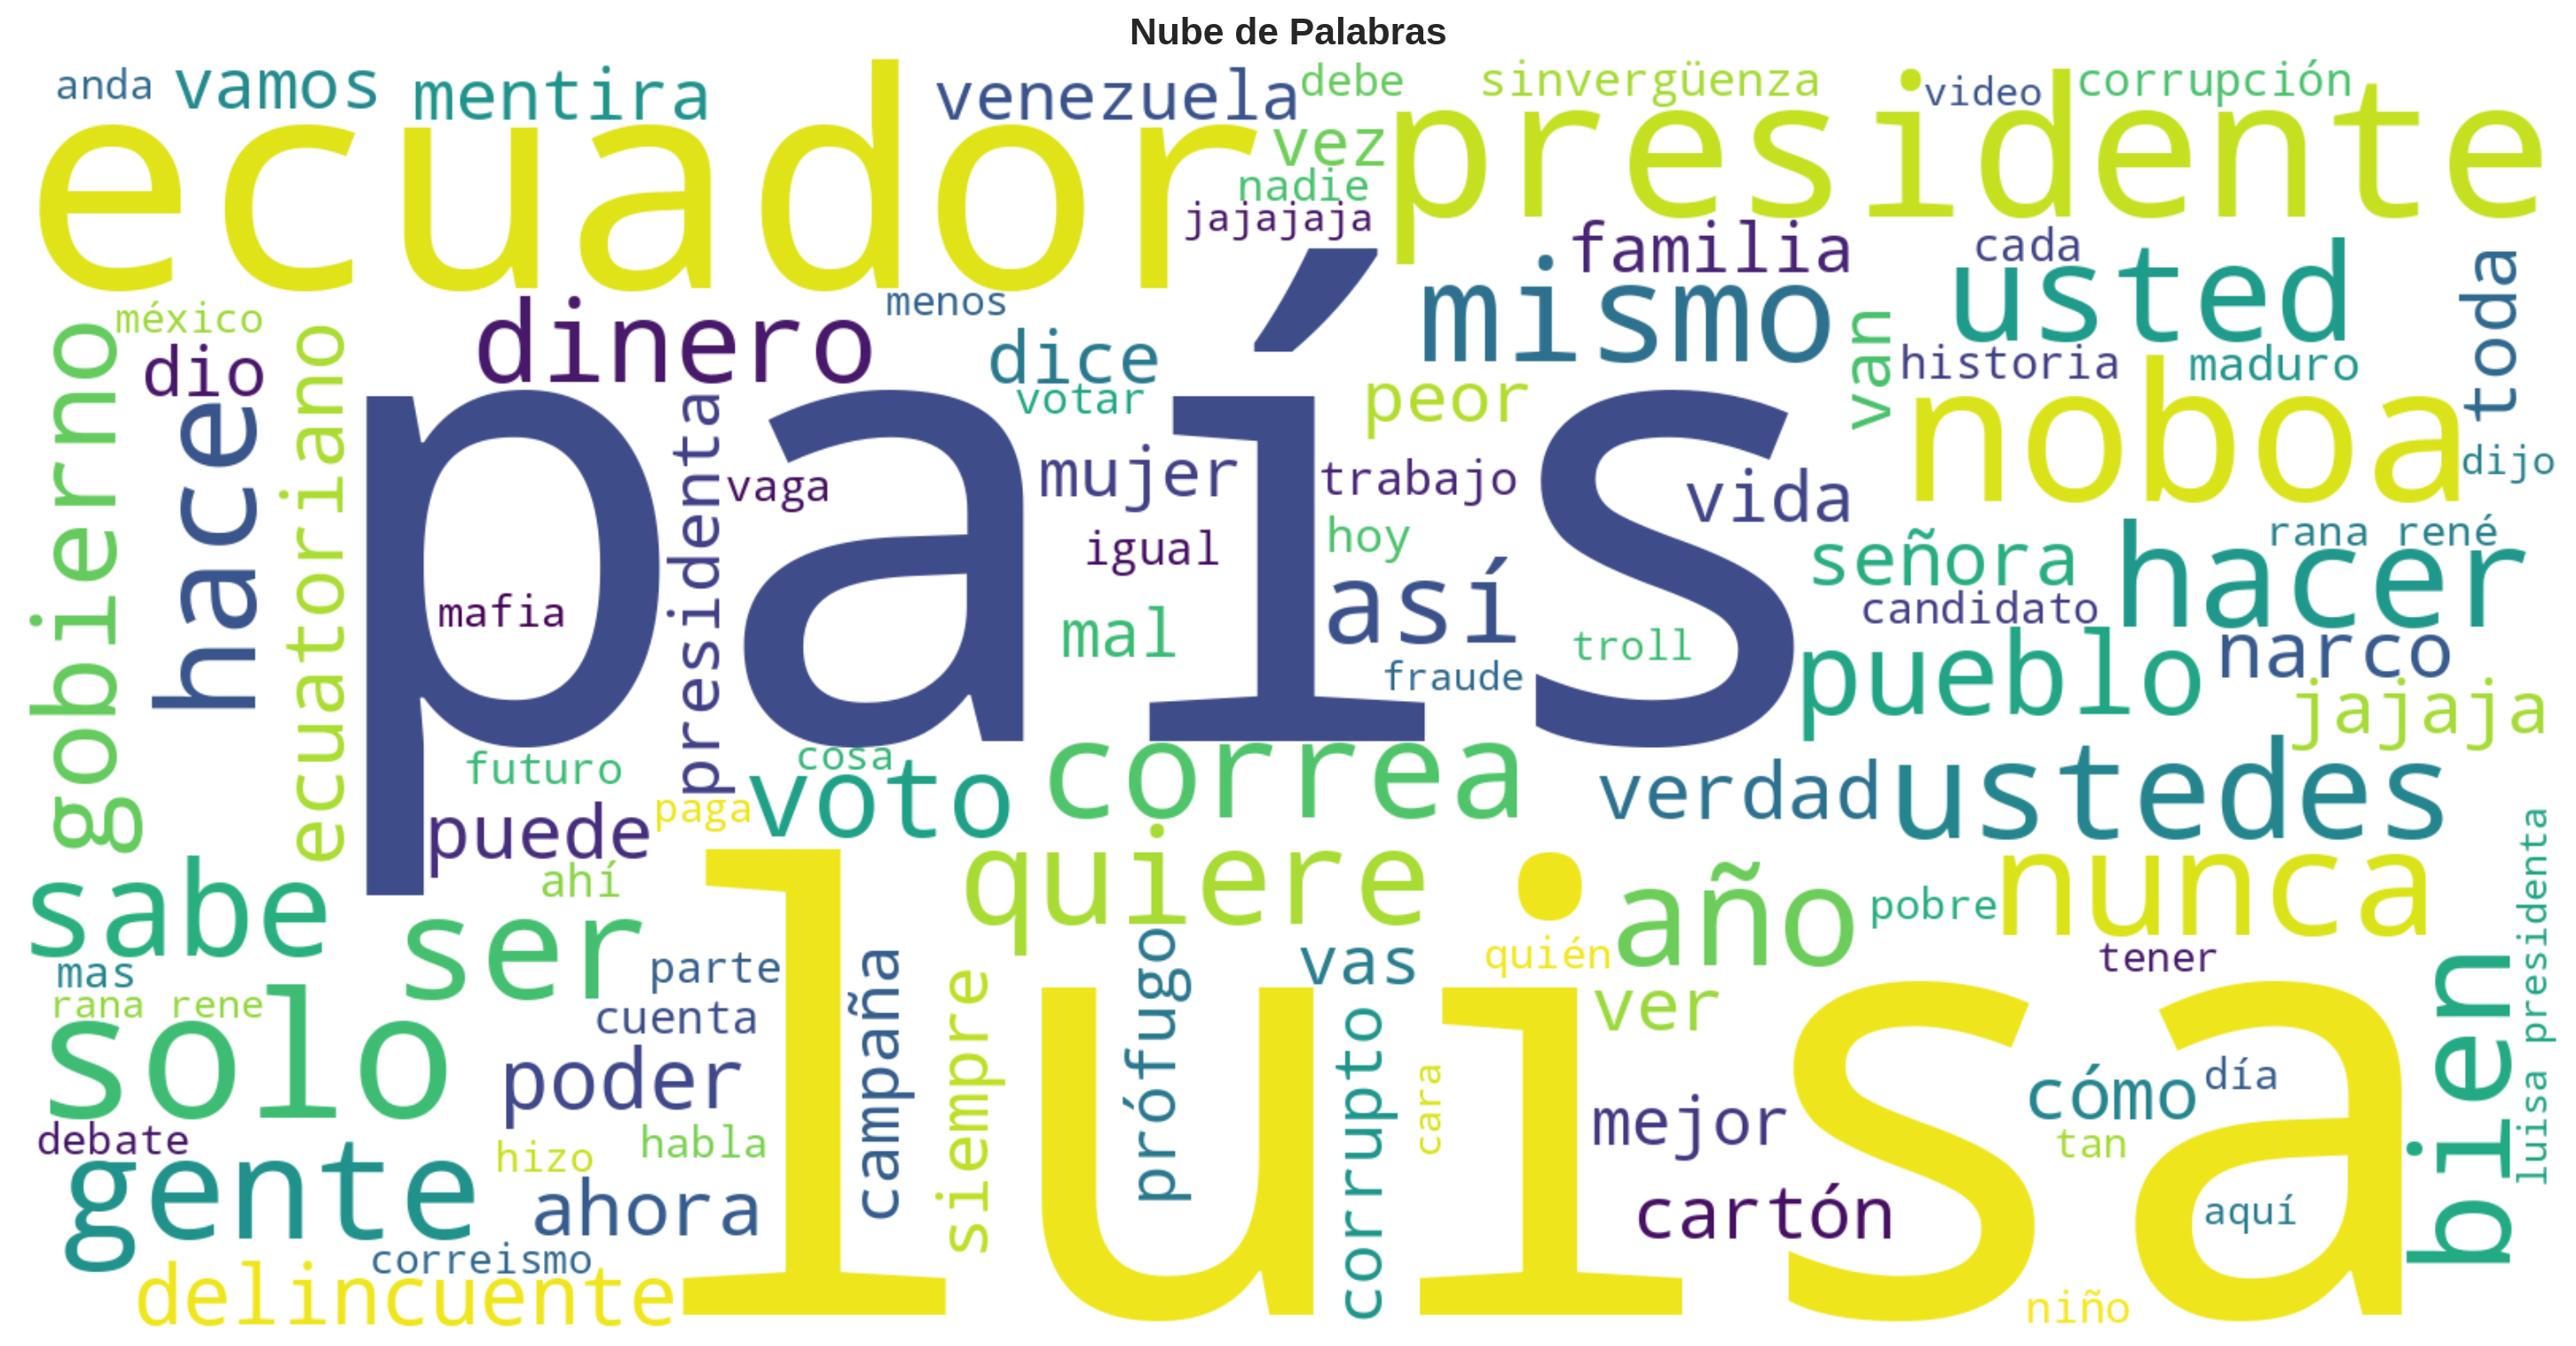 Nube de Palabras
anda
vamos
mentira
venezuela
debe
sinvergüenza
video
corrupción
ecuador
presidente
vez
nadie
jajajaja
familia
cada
usted
toda
méxico
dinero
menos
mismo
dio
dice
van
historia
maduro
gobierno
hace
ecuatoriano
país
votar
peor
noboa
presidenta
vaga
mujer
trabajo
vida
dijo
igual
hoy
señora
rana rené
hacer
mafia
mal
así
troll
candidato
fraude
pueblo
narco
jajaja
futuro
cosa
correa
puede
paga
voto
verdad
ustedes
sabe
ahí
quiere
año
pobre
nunca
luisa presidenta
ser
mas
parte
vas
quién
tener
bien
rana rene
solo
cuenta
campaña
siempre
prófugo
corrupto
ver
luisa
poder
cara
mejor
cómo
día
debate
hizo
habla
tan
gente
ahora
cartón
aquí
correismo
delincuente
niño